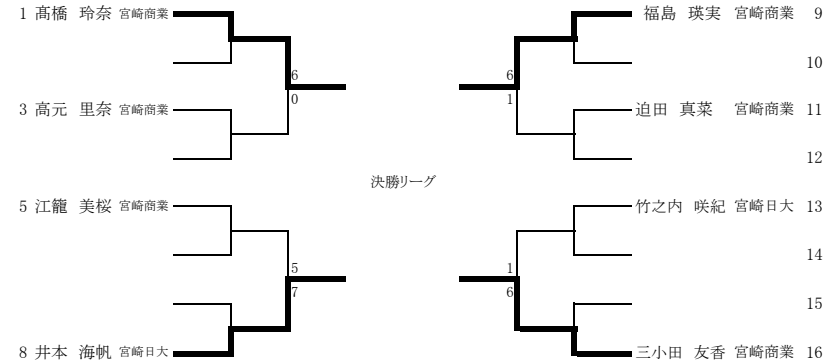 1 髙橋 玲奈 宮崎商業
福島 瑛実 宮崎商業 9
10
6
0
6
1
3 高元 里奈 宮崎商業
迫田 真菜 宮崎商業 11
12
決勝リーグ
5 江籠 美桜 宮崎商業
竹之内 咲紀 宮崎日大 13
14
5
7
1
6
15
8 井本 海帆 宮崎日大
三小田 友香 宮崎商業 16